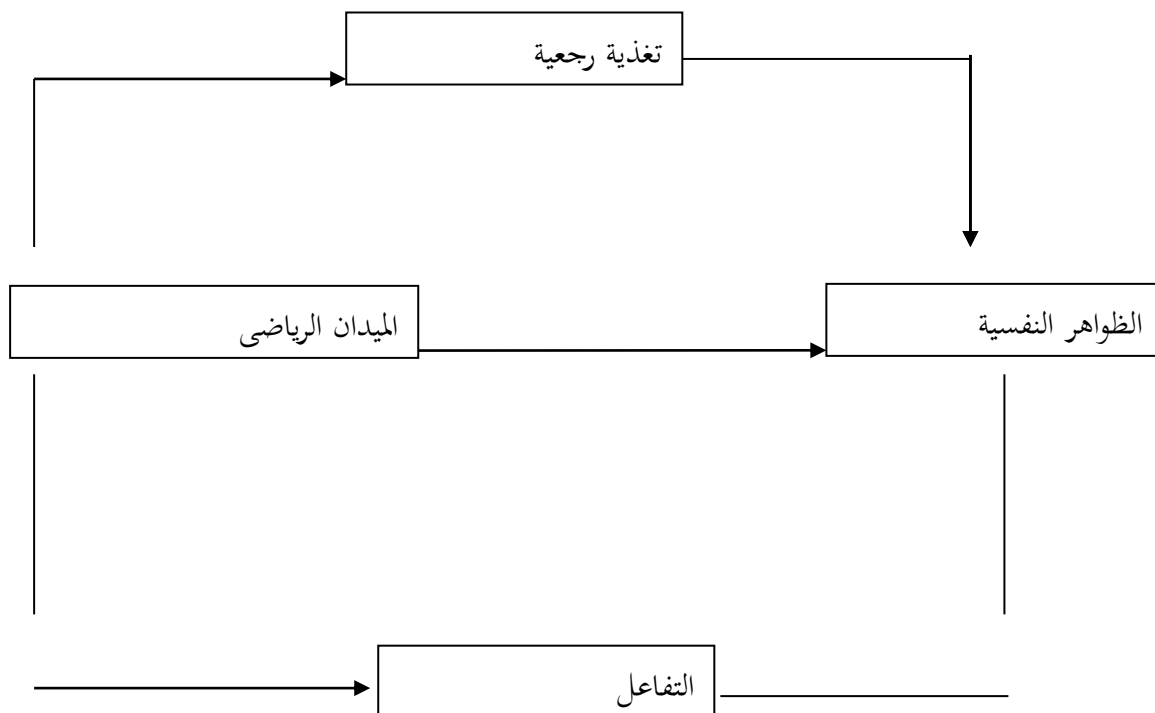 تغذية رجعية
الظواهر النفسية
الميدان الرياضى
التفاعل